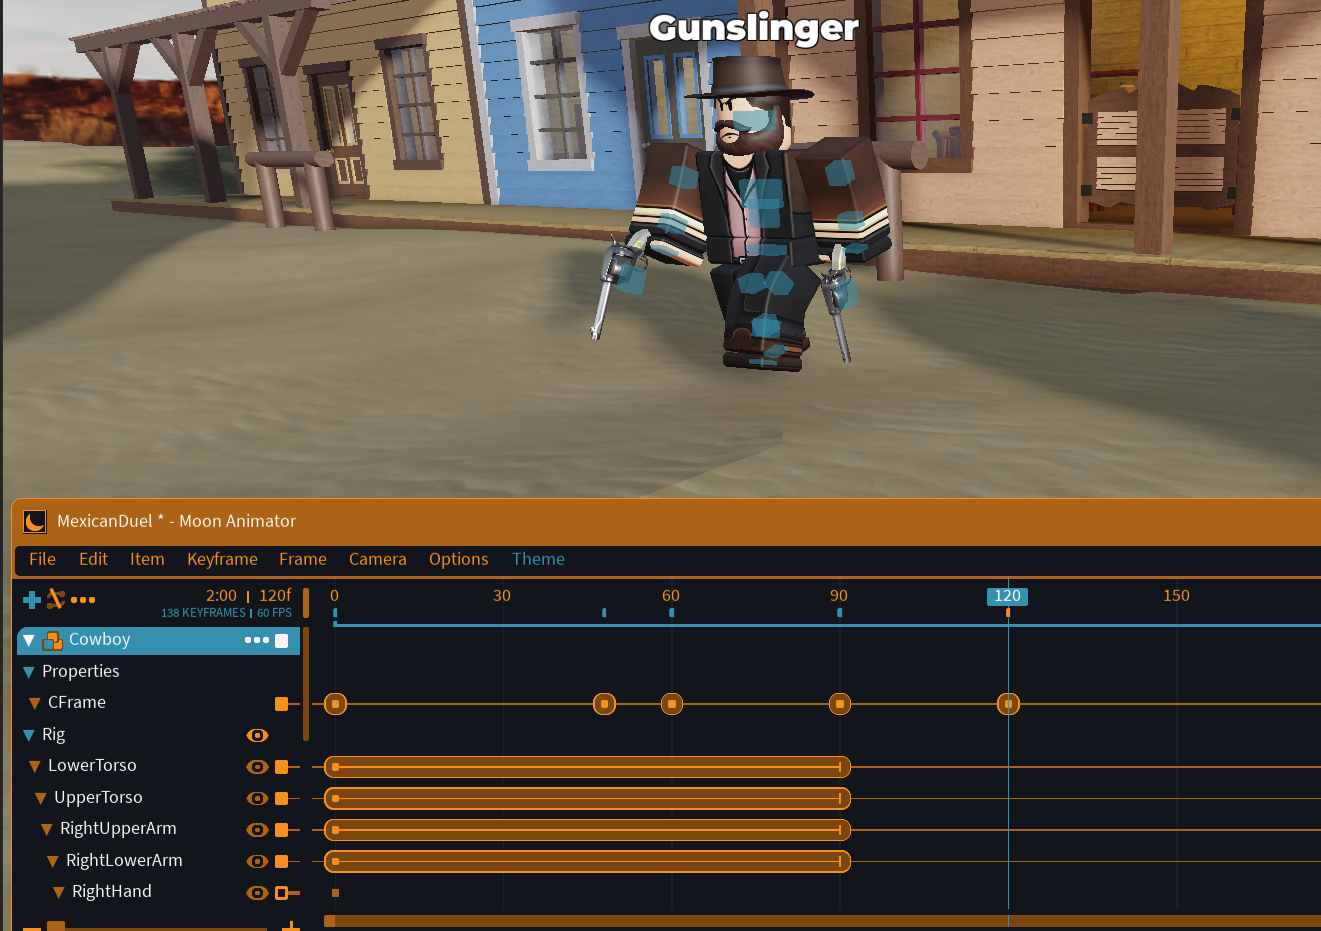 Gunslinger
MexicanDuel * - Moon Animator
File Edit Item Keyframe Frame Camera Options Theme
2:00 | 120f
138 KEYFRAMES | 60 FPS
0 30 60 90 120 150
Cowboy
Properties
CFrame
Rig
LowerTorso
UpperTorso
RightUpperArm
RightLowerArm
RightHand